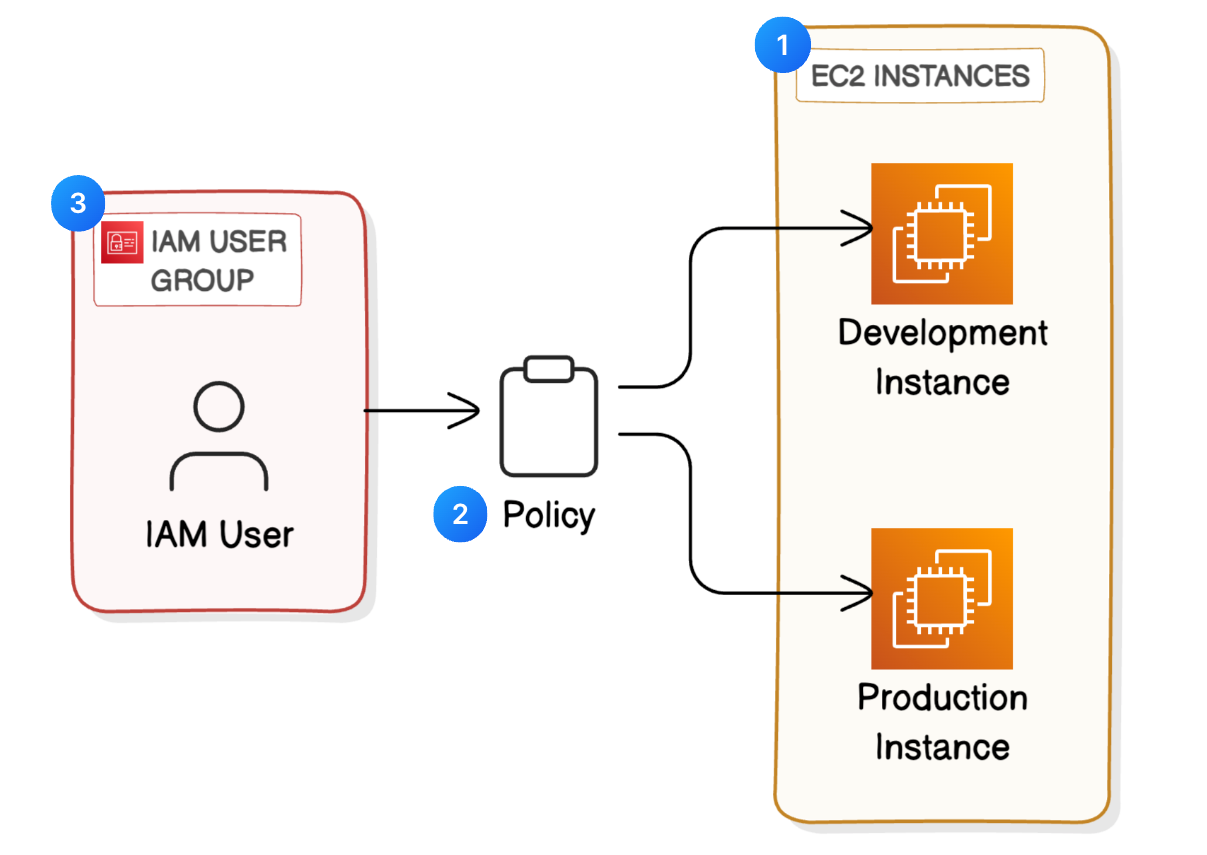 1
EC2 INSTANCES
3
IAM USER
GROUP
Development
Instance
2
Policy
IAM User
Production
Instance